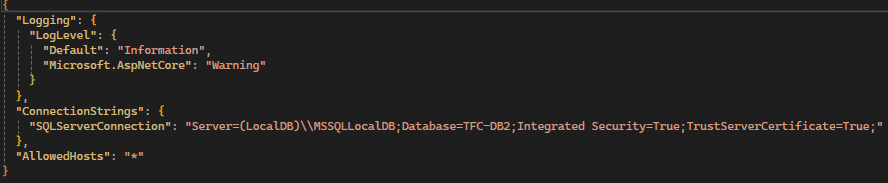 {
"Logging": {
"LogLevel": {
"Default": "Information",
"Microsoft.AspNetCore": "Warning"
}
},
"ConnectionStrings": {
"SQLServerConnection": "Server=(LocalDB)\\MSSQLLocalDB;Database=TFC-DB2;Integrated Security=True;TrustServerCertificate=True;"
},
"AllowedHosts": "*"
}